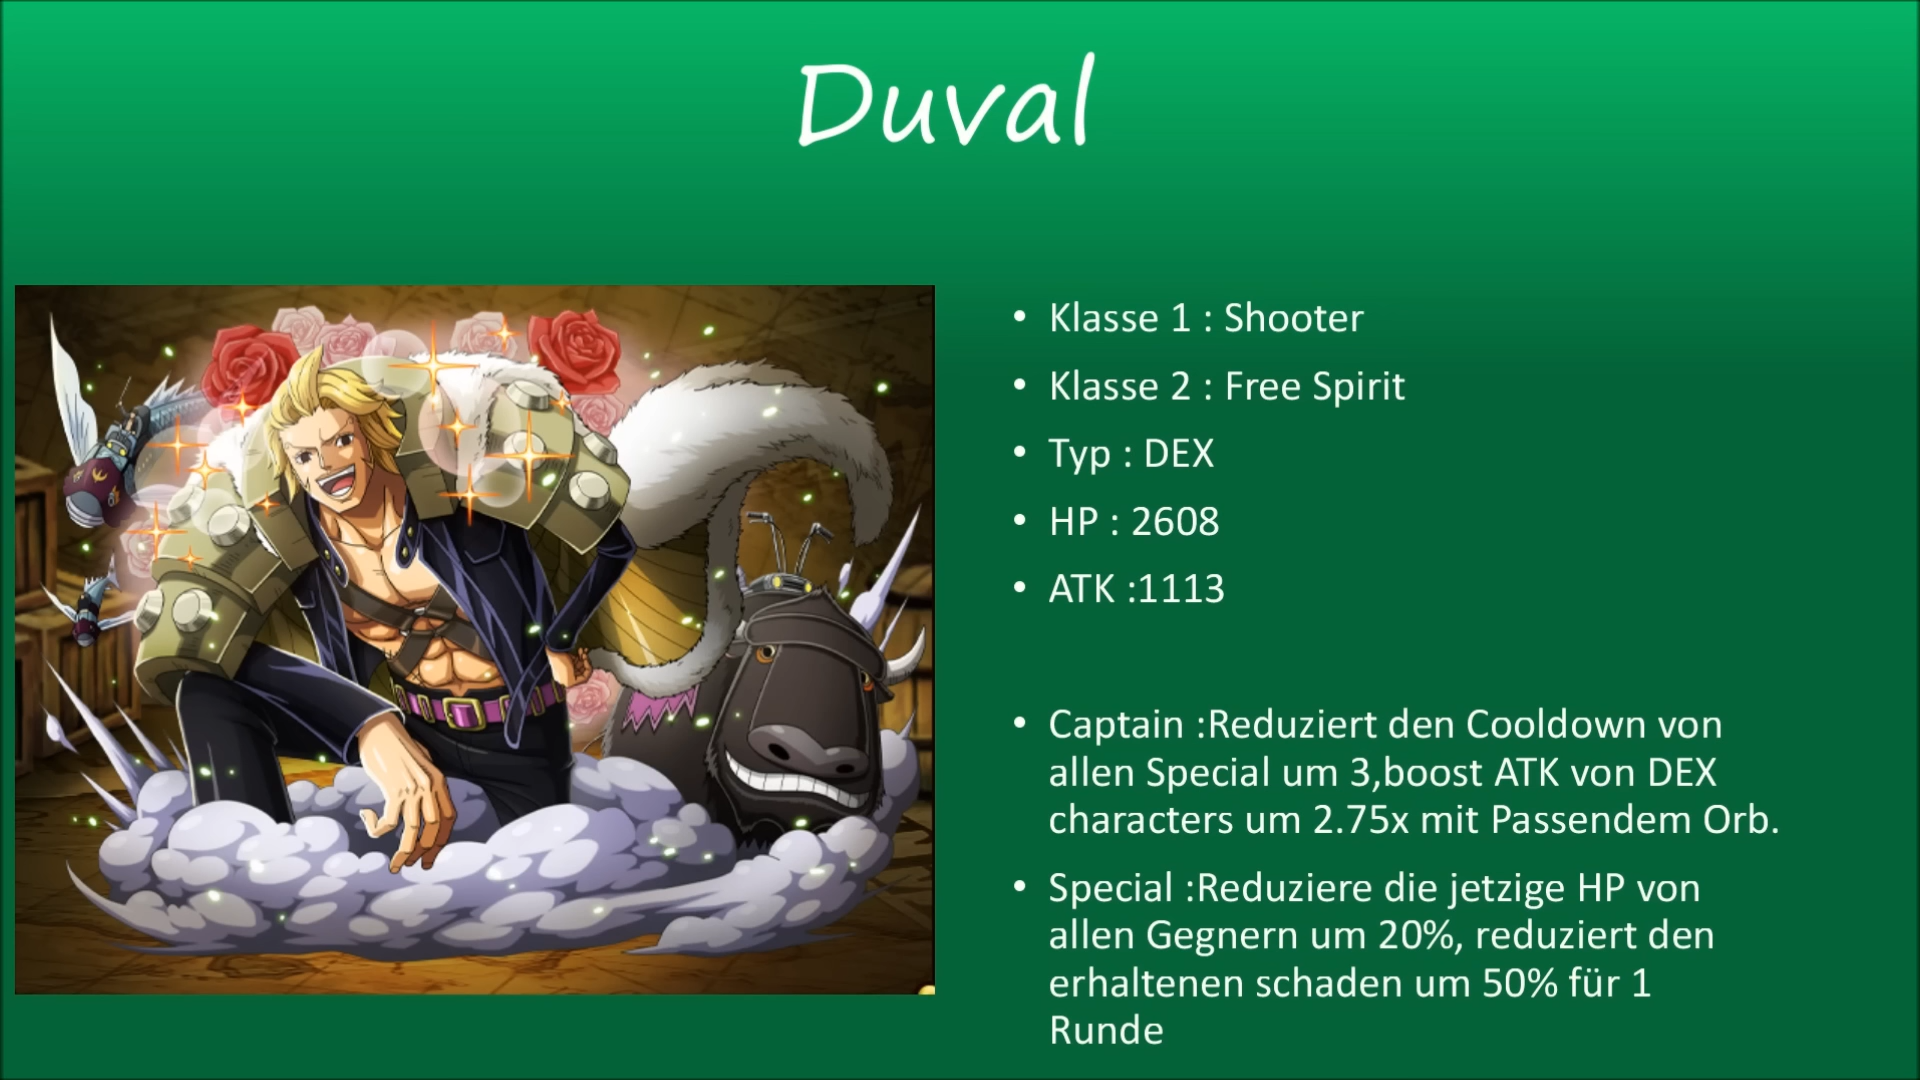 Duval
• Klasse 1 : Shooter
• Klasse 2 : Free Spirit
• Typ : DEX
• HP : 2608
• ATK :1113
• Captain :Reduziert den Cooldown von
allen Special um 3,boost ATK von DEX
characters um 2.75x mit Passendem Orb.
• Special :Reduziere die jetzige HP von
allen Gegnern um 20%, reduziert den
erhaltenen schaden um 50% für 1
Runde